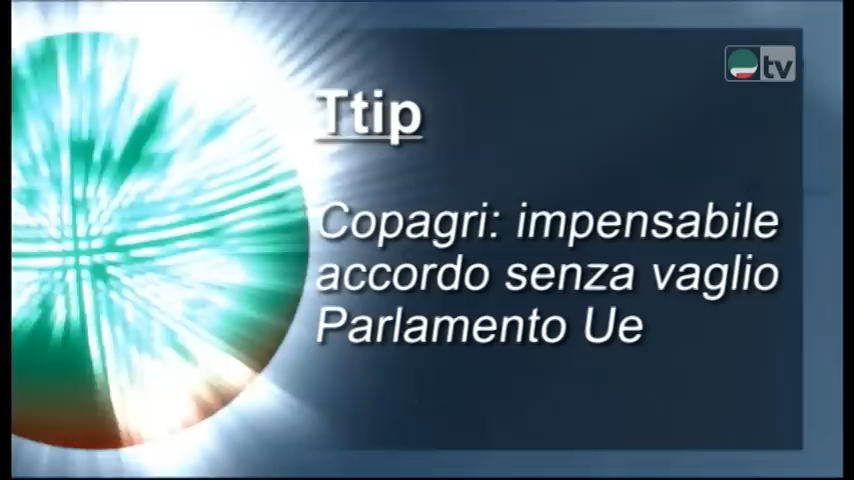 tv
Ttip
Copagri: impensabile
accordo senza vaglio
Parlamento Ue